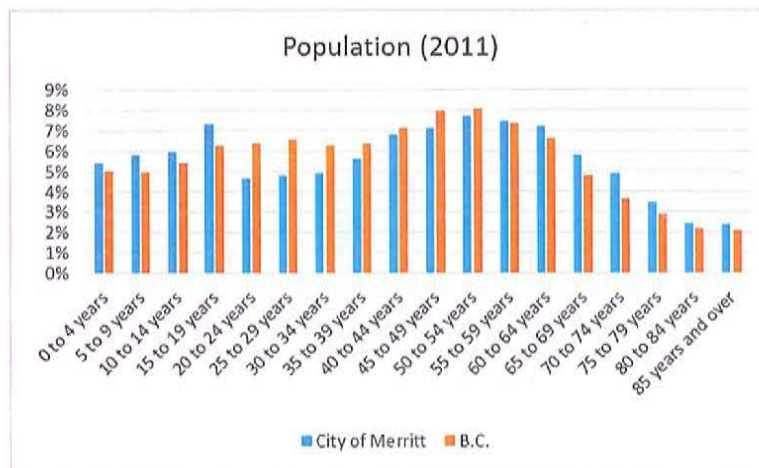 Population (2011)
9%
8%
7%
6%
5%
4%
3%
2%
1%
0%
0 to 4 years
5 to 9 years
10 to 14 years
15 to 19 years
20 to 24 years
25 to 29 years
30 to 34 years
35 to 39 years
40 to 44 years
45 to 49 years
50 to 54 years
55 to 59 years
60 to 64 years
65 to 69 years
70 to 74 years
75 to 79 years
80 to 84 years
85 years and over
City of Merritt B.C.